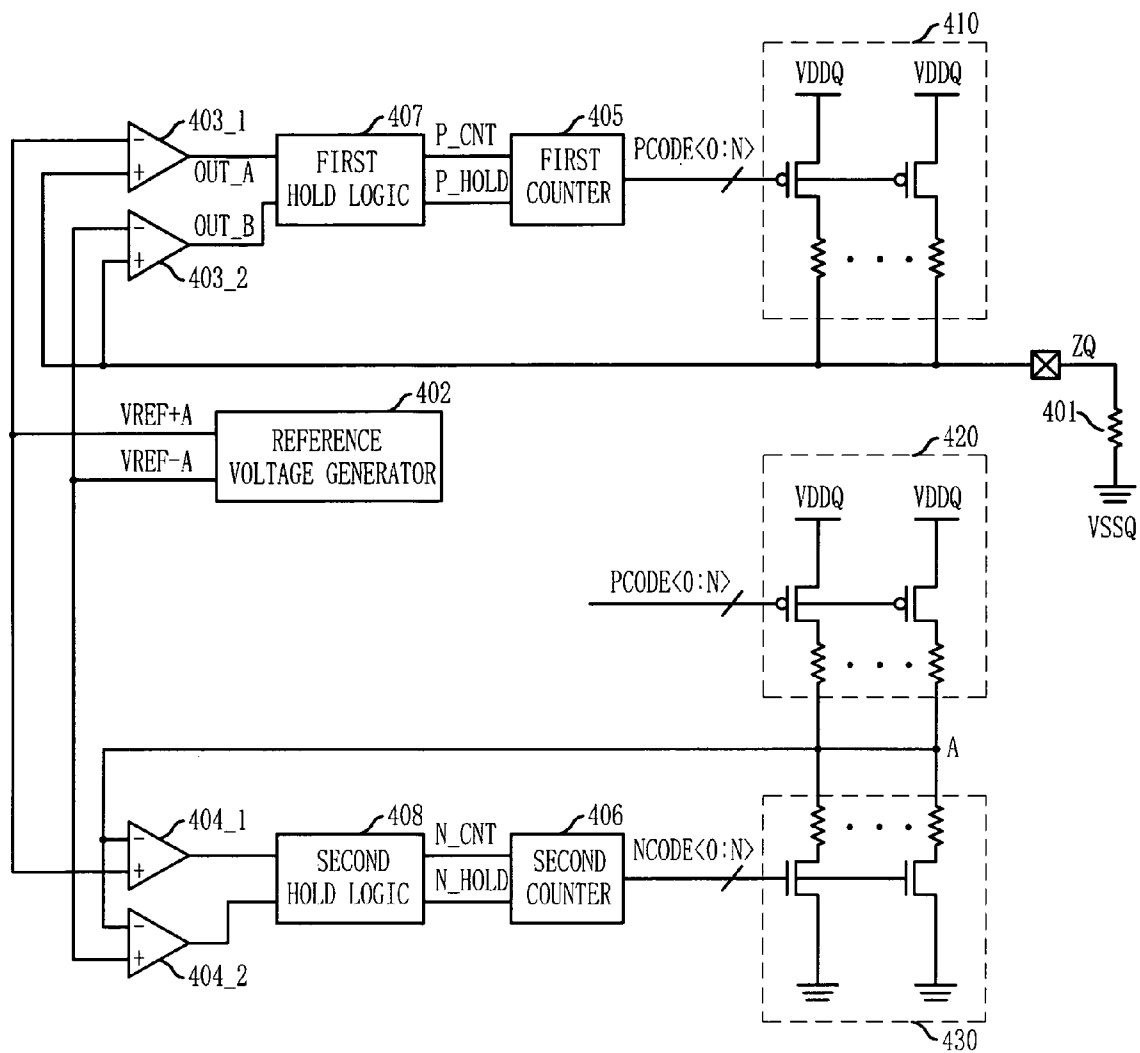 410
VDDQ VDDQ
403_1
407
405
P_CNT
PCODE<0:N>
- +
OUT_A
FIRST
HOLD LOGIC
P_HOLD
FIRST
COUNTER
OUT_B
- +
403_2
ZQ
401
VSSQ
VREF+A
402
VREF-A
REFERENCE
VOLTAGE GENERATOR
420
VDDQ VDDQ
PCODE<0:N>
A
404_1
408
406
N_CNT
NCODE<0:N>
- +
SECOND
HOLD LOGIC
N_HOLD
SECOND
COUNTER
- +
404_2
430